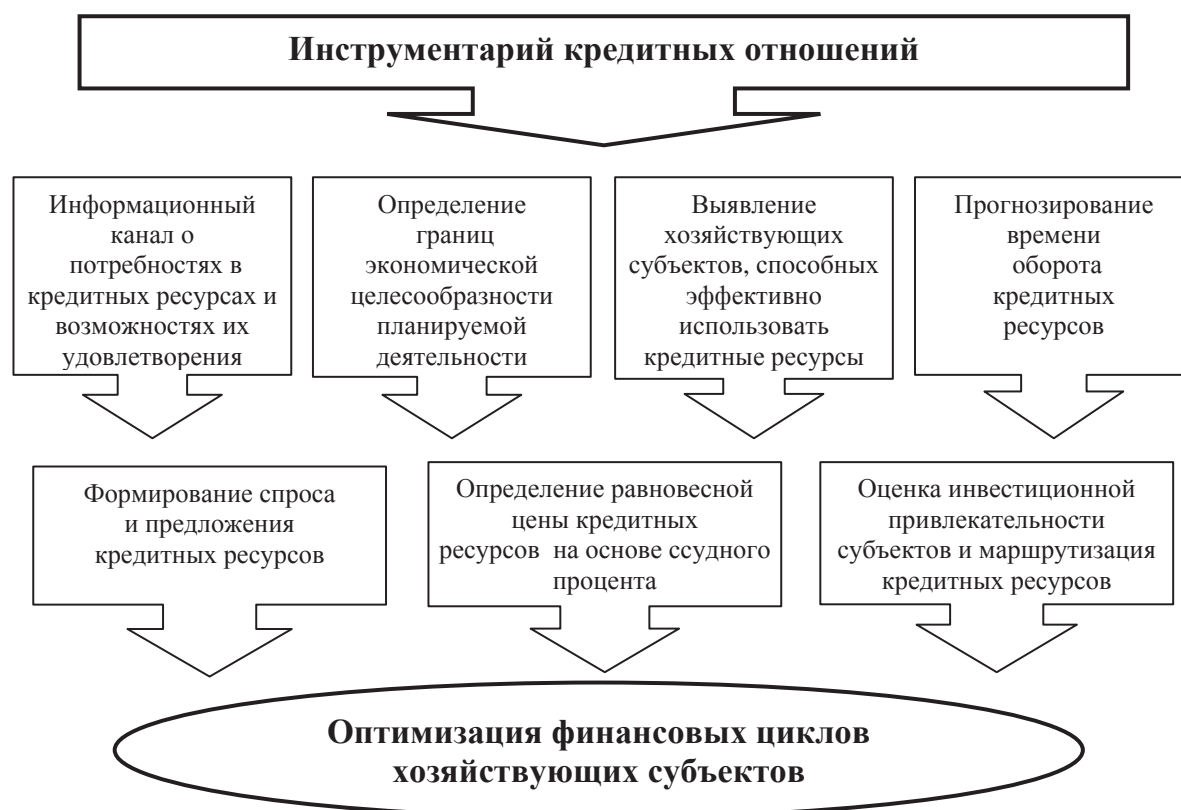 Инструментарий кредитных отношений
Информационный
канал о
потребностях в
кредитных ресурсах и
возможностях их
удовлетворения
Определение
границ
экономической
целесообразности
планируемой
деятельности
Выявление
хозяйствующих
субъектов, способных
эффективно
использовать
кредитные ресурсы
Прогнозирование
времени
оборота
кредитных
ресурсов
Формирование спроса
и предложения
кредитных ресурсов
Определение равновесной
цены кредитных
ресурсов на основе ссудного
процента
Оценка инвестиционной
привлекательности
субъектов и маршрутизация
кредитных ресурсов
Оптимизация финансовых циклов
хозяйствующих субъектов